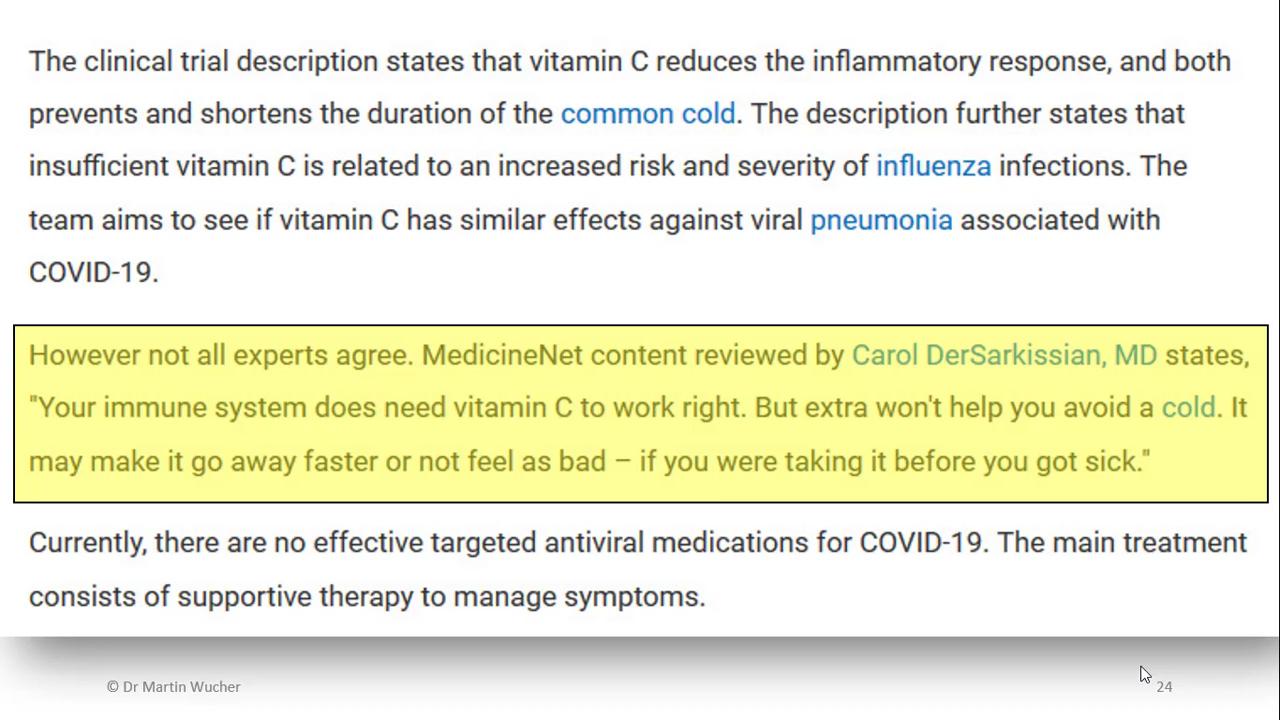 The clinical trial description states that vitamin C reduces the inflammatory response, and both
prevents and shortens the duration of the common cold. The description further states that
insufficient vitamin C is related to an increased risk and severity of influenza infections. The
team aims to see if vitamin C has similar effects against viral pneumonia associated with
COVID-19.
However not all experts agree. MedicineNet content reviewed by Carol DerSarkissian, MD states,
"Your immune system does need vitamin C to work right. But extra won't help you avoid a cold. It
may make it go away faster or not feel as bad – if you were taking it before you got sick."
Currently, there are no effective targeted antiviral medications for COVID-19. The main treatment
consists of supportive therapy to manage symptoms.
© Dr Martin Wucher
24